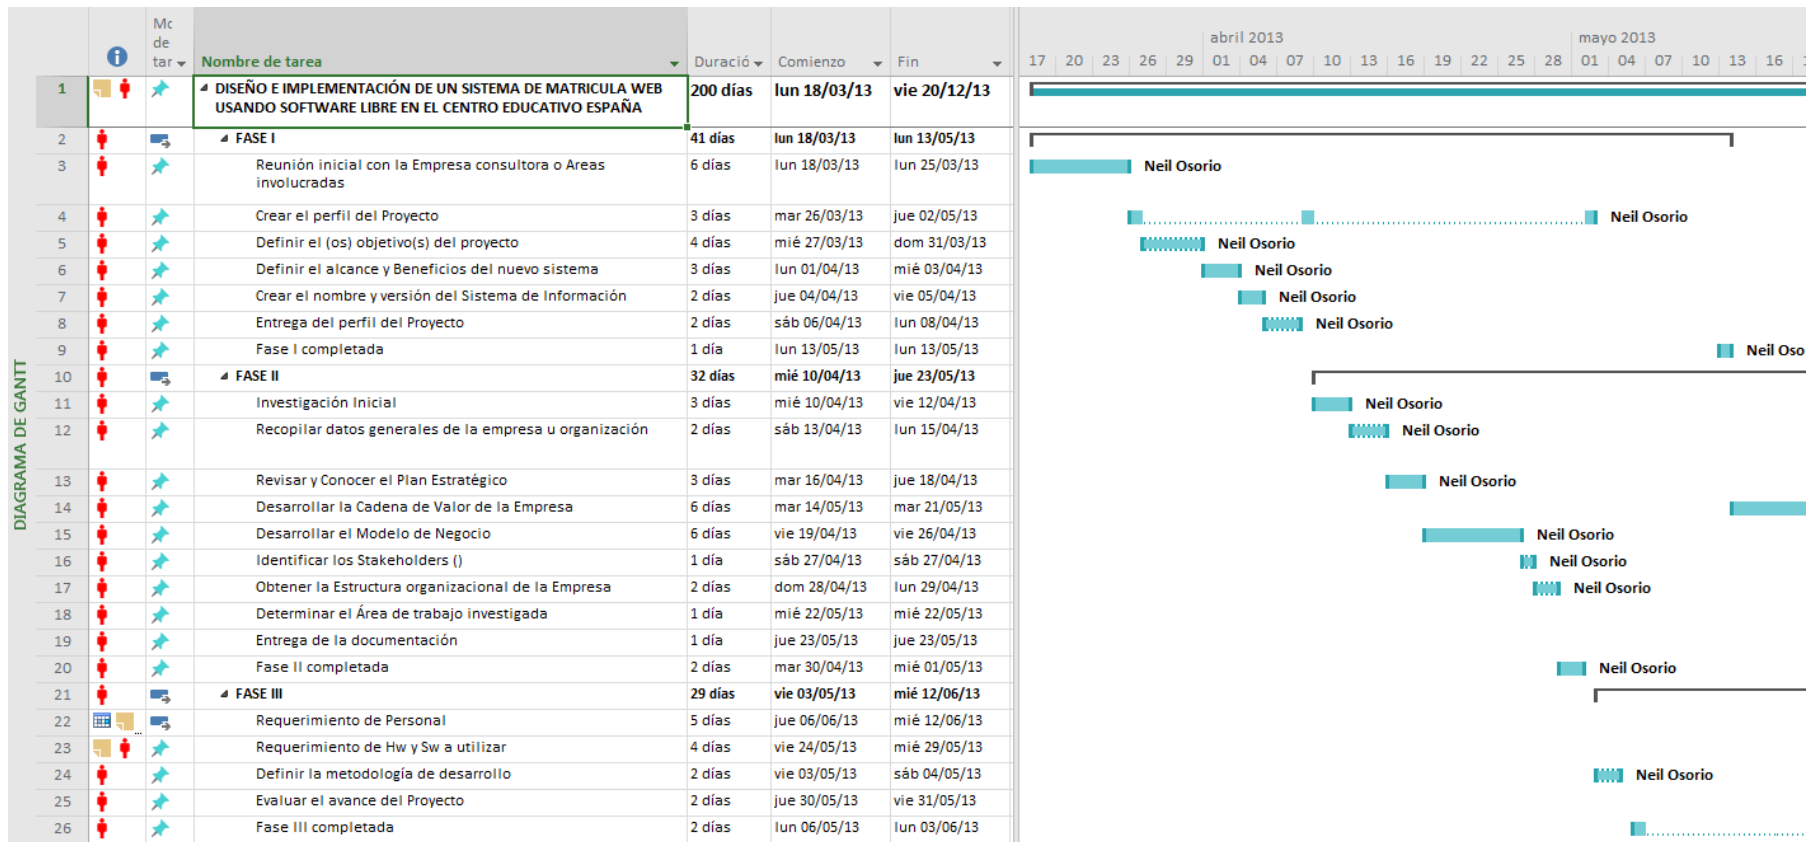 abril 2013 mayo 2013
Mc
de
tar Nombre de tarea Duració Comienzo Fin 17 20 23 26 29 01 04 07 10 13 16 19 22 25 28 01 04 07 10 13 16
1 DISEÑO E IMPLEMENTACIÓN DE UN SISTEMA DE MATRICULA WEB 200 días lun 18/03/13 vie 20/12/13
USANDO SOFTWARE LIBRE EN EL CENTRO EDUCATIVO ESPAÑA
2 FASE I 41 días lun 18/03/13 lun 13/05/13
3 Reunión inicial con la Empresa consultora o Areas 6 días lun 18/03/13 lun 25/03/13 Neil Osorio
involucradas
4 Crear el perfil del Proyecto 3 días mar 26/03/13 jue 02/05/13 Neil Osorio
5 Definir el (os) objetivo(s) del proyecto 4 días mié 27/03/13 dom 31/03/13 Neil Osorio
6 Definir el alcance y Beneficios del nuevo sistema 3 días lun 01/04/13 mié 03/04/13 Neil Osorio
7 Crear el nombre y versión del Sistema de Información 2 días jue 04/04/13 vie 05/04/13 Neil Osorio
8 Entrega del perfil del Proyecto 2 días sáb 06/04/13 lun 08/04/13 Neil Osorio
9 Fase I completada 1 día lun 13/05/13 lun 13/05/13 Neil Oso
10 FASE II 32 días mié 10/04/13 jue 23/05/13
11 Investigación Inicial 3 días mié 10/04/13 vie 12/04/13 Neil Osorio
12 Recopilar datos generales de la empresa u organización 2 días sáb 13/04/13 lun 15/04/13 Neil Osorio
13 Revisar y Conocer el Plan Estratégico 3 días mar 16/04/13 jue 18/04/13 Neil Osorio
14 Desarrollar la Cadena de Valor de la Empresa 6 días mar 14/05/13 mar 21/05/13
15 Desarrollar el Modelo de Negocio 6 días vie 19/04/13 vie 26/04/13 Neil Osorio
16 Identificar los Stakeholders () 1 día sáb 27/04/13 sáb 27/04/13 Neil Osorio
17 Obtener la Estructura organizacional de la Empresa 2 días dom 28/04/13 lun 29/04/13 Neil Osorio
18 Determinar el Área de trabajo investigada 1 día mié 22/05/13 mié 22/05/13
19 Entrega de la documentación 1 día jue 23/05/13 jue 23/05/13
20 Fase II completada 2 días mar 30/04/13 mié 01/05/13 Neil Osorio
21 FASE III 29 días vie 03/05/13 mié 12/06/13
22 Requerimiento de Personal 5 días jue 06/06/13 mié 12/06/13
23 Requerimiento de Hw y Sw a utilizar 4 días vie 24/05/13 mié 29/05/13
24 Definir la metodología de desarrollo 2 días vie 03/05/13 sáb 04/05/13 Neil Osorio
25 Evaluar el avance del Proyecto 2 días jue 30/05/13 vie 31/05/13
26 Fase III completada 2 días lun 06/05/13 lun 03/06/13
DIAGRAMA DE GANTT